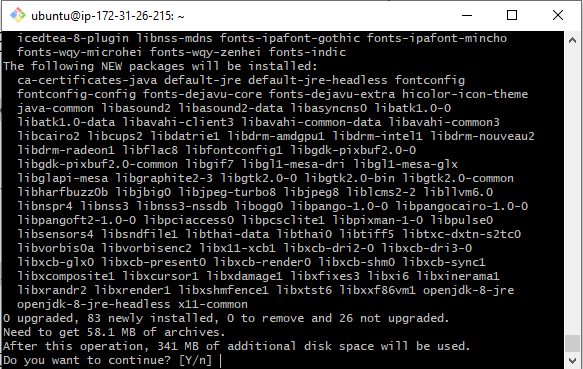 ubuntu@ip-172-31-26-215: ~
icedtea-8-plugin libnss-mdns fonts-ipafont-gothic fonts-ipafont-mincho
fonts-wqy-microhei fonts-wqy-zenhei fonts-indic
The following NEW packages will be installed:
ca-certificates-java default-jre default-jre-headless fontconfig
fontconfig-config fonts-dejavu-core fonts-dejavu-extra hicolor-icon-theme
java-common libasound2 libasound2-data libasyncns0 libatk1.0-0
libatk1.0-data libavahi-client3 libavahi-common-data libavahi-common3
libcairo2 libcups2 libdatrie1 libdrm-amdgpu1 libdrm-intel1 libdrm-nouveau2
libdrm-radeon1 libflac8 libfontconfig1 libgdk-pixbuf2.0-0
libgdk-pixbuf2.0-common libgif7 libgl1-mesa-dri libgl1-mesa-glx
libglapi-mesa libgraphite2-3 libgtk2.0-0 libgtk2.0-bin libgtk2.0-common
libharfbuzz0b libjbig0 libjpeg-turbo8 libjpeg8 liblcms2-2 libllvm6.0
libnspr4 libnss3 libnss3-nssdb libogg0 libpango-1.0-0 libpangocairo-1.0-0
libpangoft2-1.0-0 libpciaccess0 libpcsclite1 libpixman-1-0 libpulse0
libsensors4 libsndfile1 libthai-data libthai0 libtiff5 libtxc-dxtn-s2tc0
libvorbis0a libvorbisenc2 libx11-xcb1 libxcb-dri2-0 libxcb-dri3-0
libxcb-glx0 libxcb-present0 libxcb-render0 libxcb-shm0 libxcb-sync1
libxcomposite1 libxcursor1 libxdamage1 libxfixes3 libxi6 libxinerama1
libxrandr2 libxrender1 libxshmfence1 libxtst6 libxxf86vm1 openjdk-8-jre
openjdk-8-jre-headless x11-common
0 upgraded, 83 newly installed, 0 to remove and 26 not upgraded.
Need to get 58.1 MB of archives.
After this operation, 341 MB of additional disk space will be used.
Do you want to continue? [Y/n]